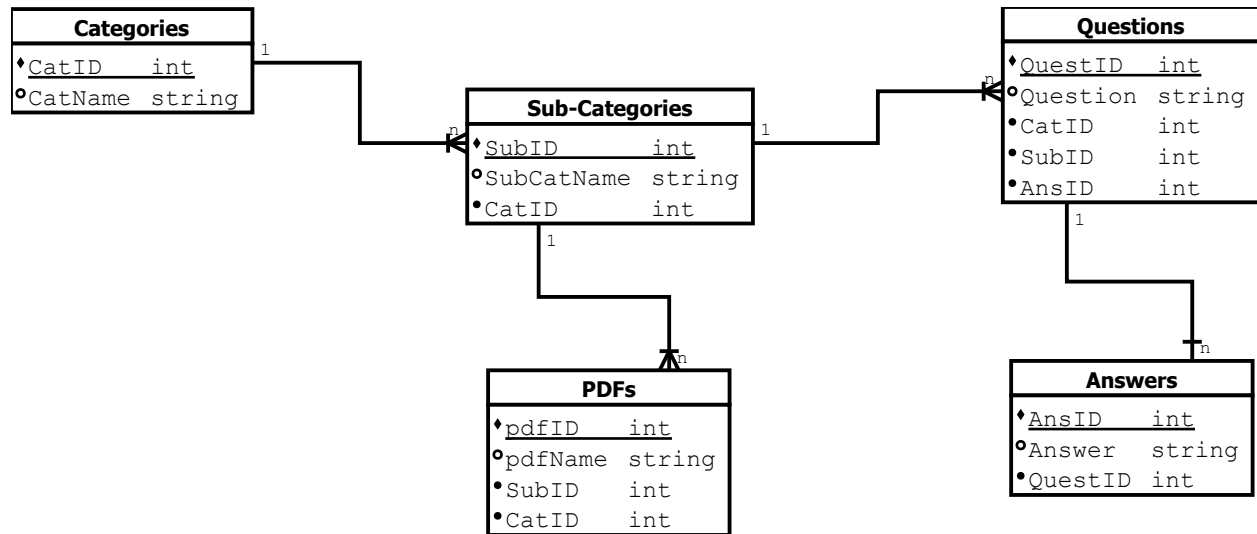 Categories
CatID int
CatName string
1
n
Sub-Categories
SubID int
SubCatName string
CatID int
1
n
Questions
QuestID int
Question string
CatID int
SubID int
AnsID int
1
n
PDFs
pdfID int
pdfName string
SubID int
CatID int
1
n
Answers
AnsID int
Answer string
QuestID int